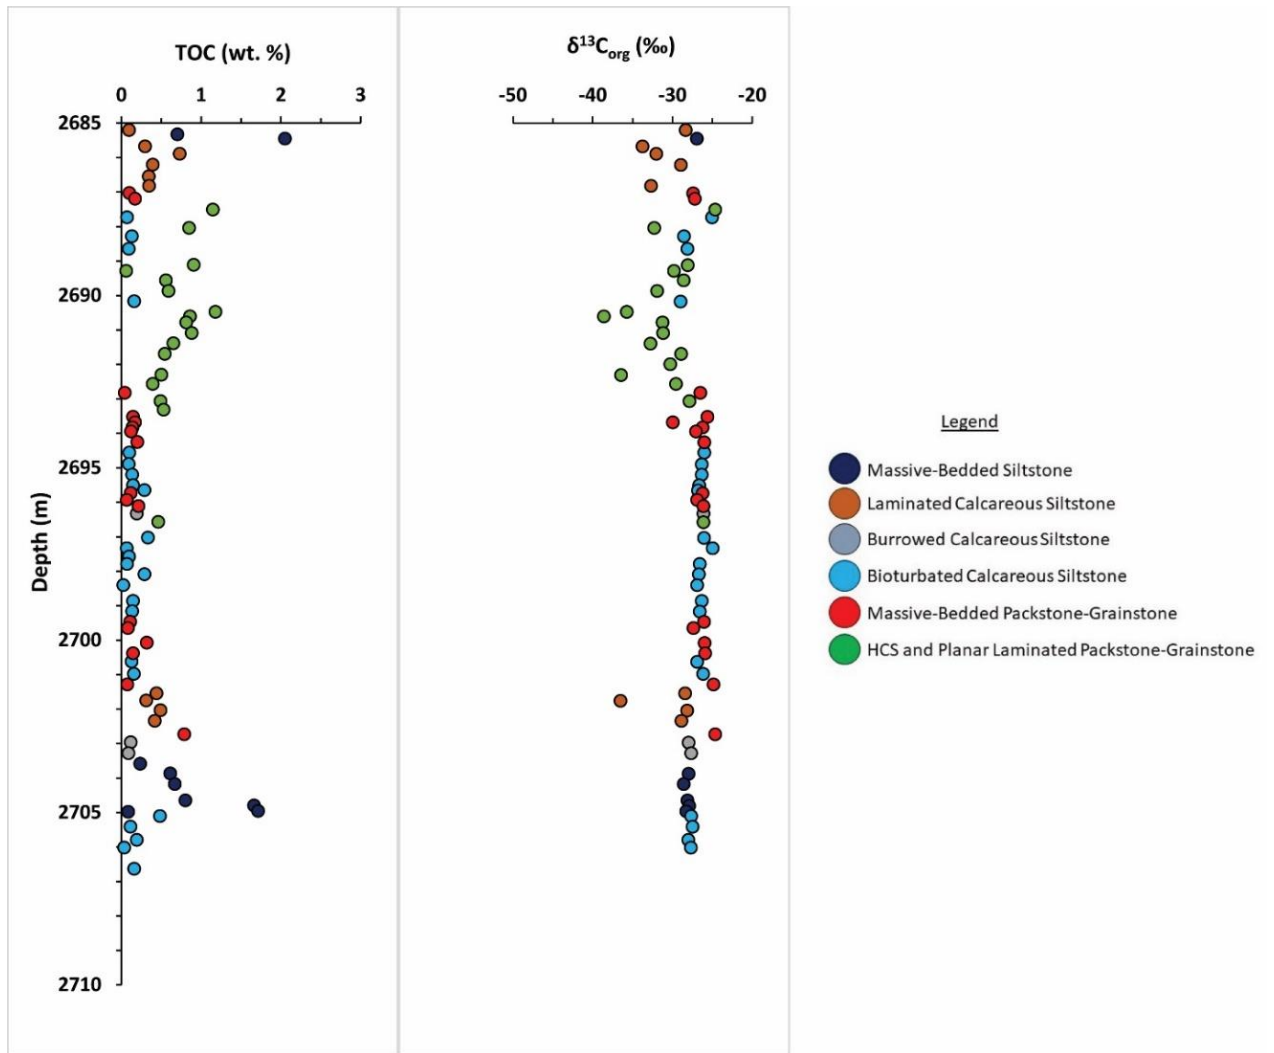 TOC (wt. %)
0 1 2 3
δ¹³Corg (‰)
-50 -40 -30 -20
2685
2690
2695
2700
2705
2710
Depth (m)
Legend
Massive-Bedded Siltstone
Laminated Calcareous Siltstone
Burrowed Calcareous Siltstone
Bioturbated Calcareous Siltstone
Massive-Bedded Packstone-Grainstone
HCS and Planar Laminated Packstone-Grainstone